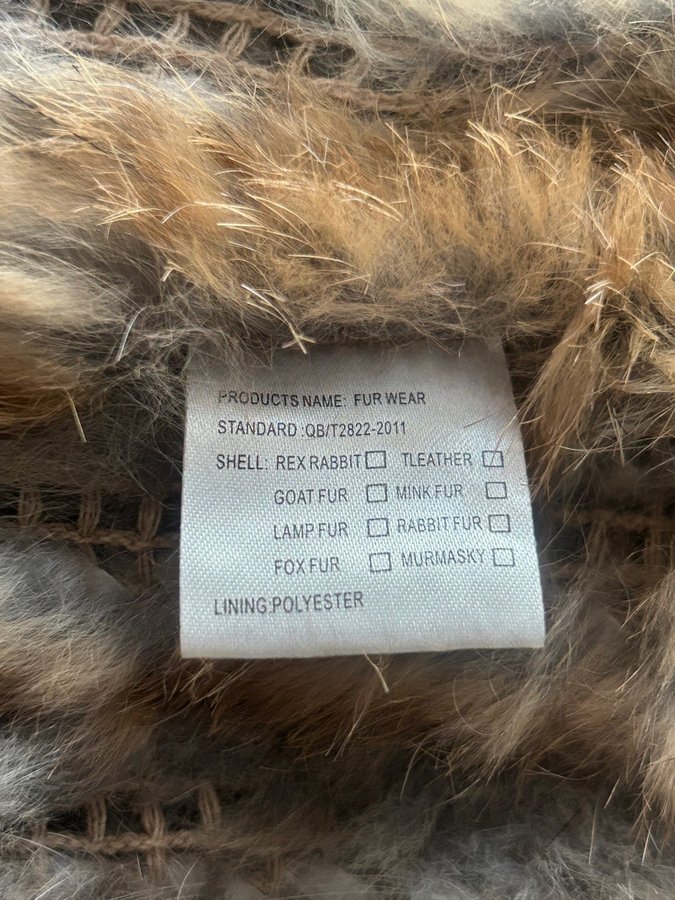 PRODUCTS NAME: FUR WEAR
STANDARD :QB/T2822-2011
SHELL: REX RABBIT☐ TLEATHER ☐
GOAT FUR ☐ MINK FUR ☐
LAMP FUR ☐ RABBIT FUR ☐
FOX FUR ☐ MURMASKY ☐
LINING:POLYESTER